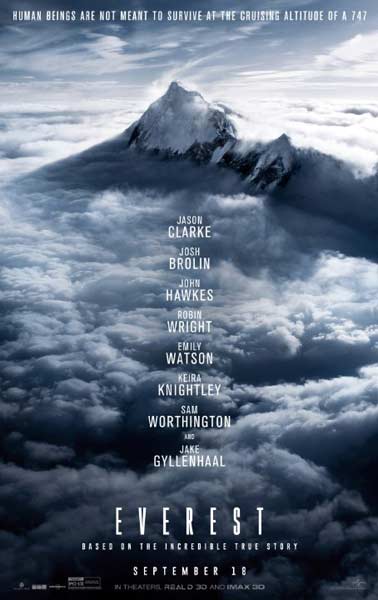 HUMAN BEINGS ARE NOT MEANT TO SURVIVE AT THE CRUISING ALTITUDE OF A 747
JASON
CLARKE
JOSH
BROLIN
JOHN
HAWKES
ROBIN
WRIGHT
EMILY
WATSON
KEIRA
KNIGHTLEY
SAM
WORTHINGTON
AND
JAKE
GYLLENHAAL
EVEREST
BASED ON THE INCREDIBLE TRUE STORY
SEPTEMBER 18
PG-13
IN THEATERS, REAL D 3D AND IMAX 3D